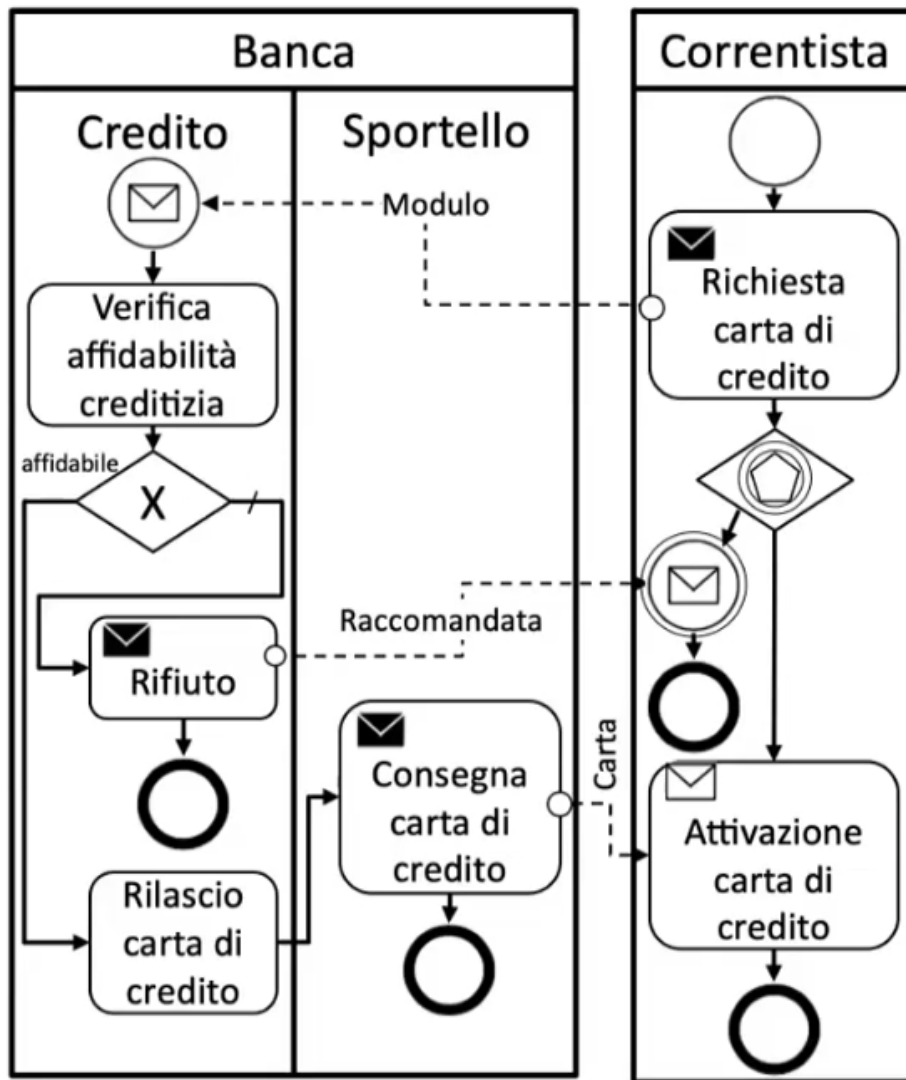 Banca
Correntista
Credito
Sportello
Modulo
Richiesta
carta di
credito
Verifica
affidabilità
creditizia
affidabile
X
Raccomandata
Rifiuto
Carta
Consegna
carta di
credito
Attivazione
carta di
credito
Rilascio
carta di
credito